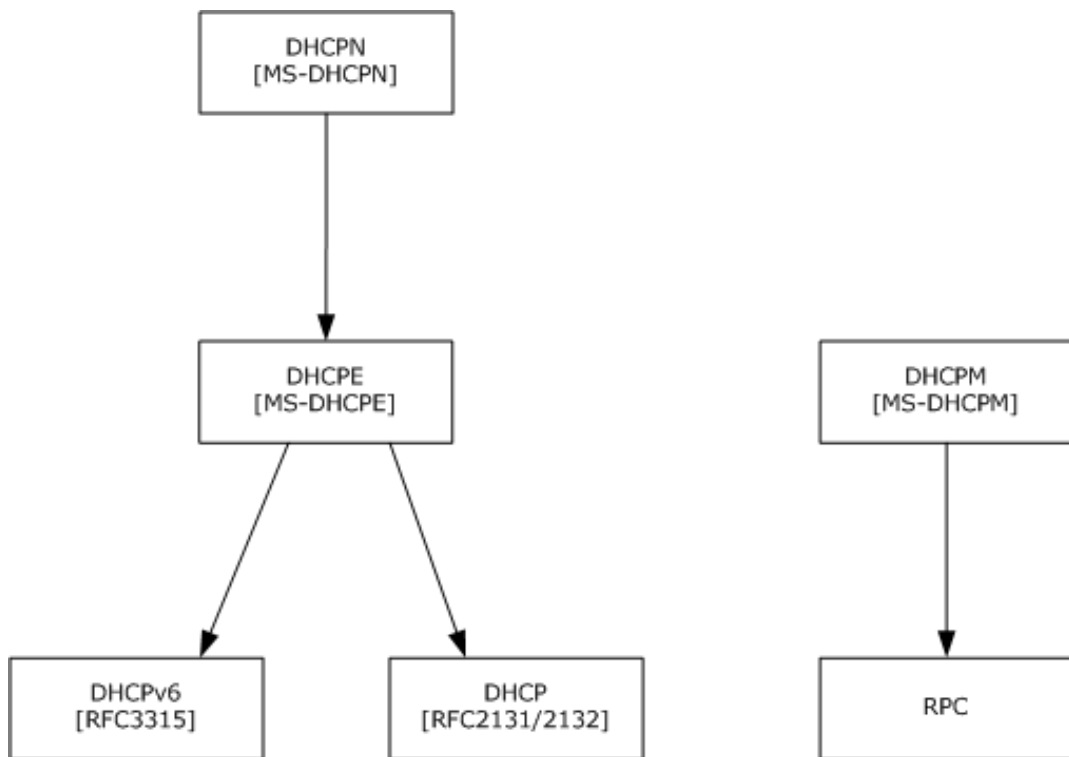 DHCPN
[MS-DHCPN]
DHCPE
[MS-DHCPE]
DHCPM
[MS-DHCPM]
DHCPv6
[RFC3315]
DHCP
[RFC2131/2132]
RPC